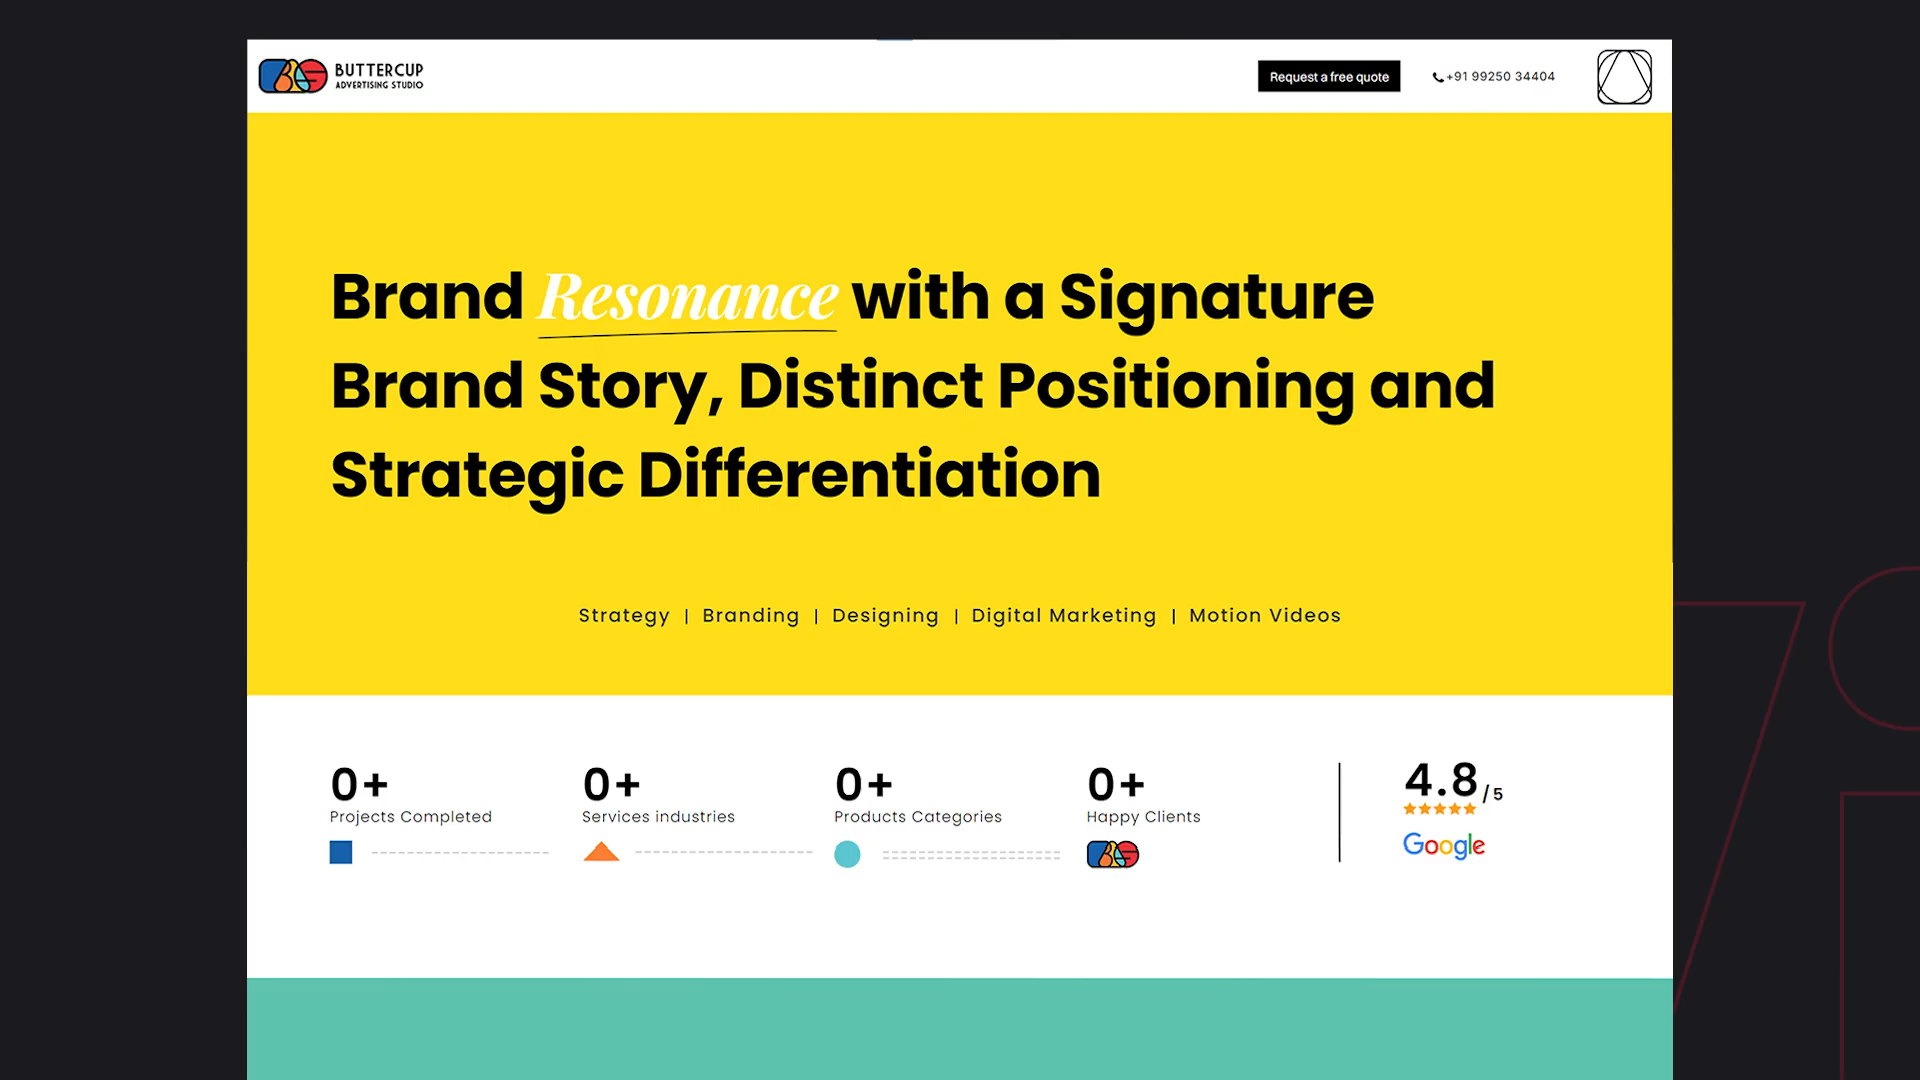 BUTTERCUP
ADVERTISING STUDIO
Request a free quote
+91 99250 34404
Brand Resonance with a Signature
Brand Story, Distinct Positioning and
Strategic Differentiation
Strategy | Branding | Designing | Digital Marketing | Motion Videos
0+
Projects Completed
0+
Services industries
0+
Products Categories
0+
Happy Clients
4.8/5
Google